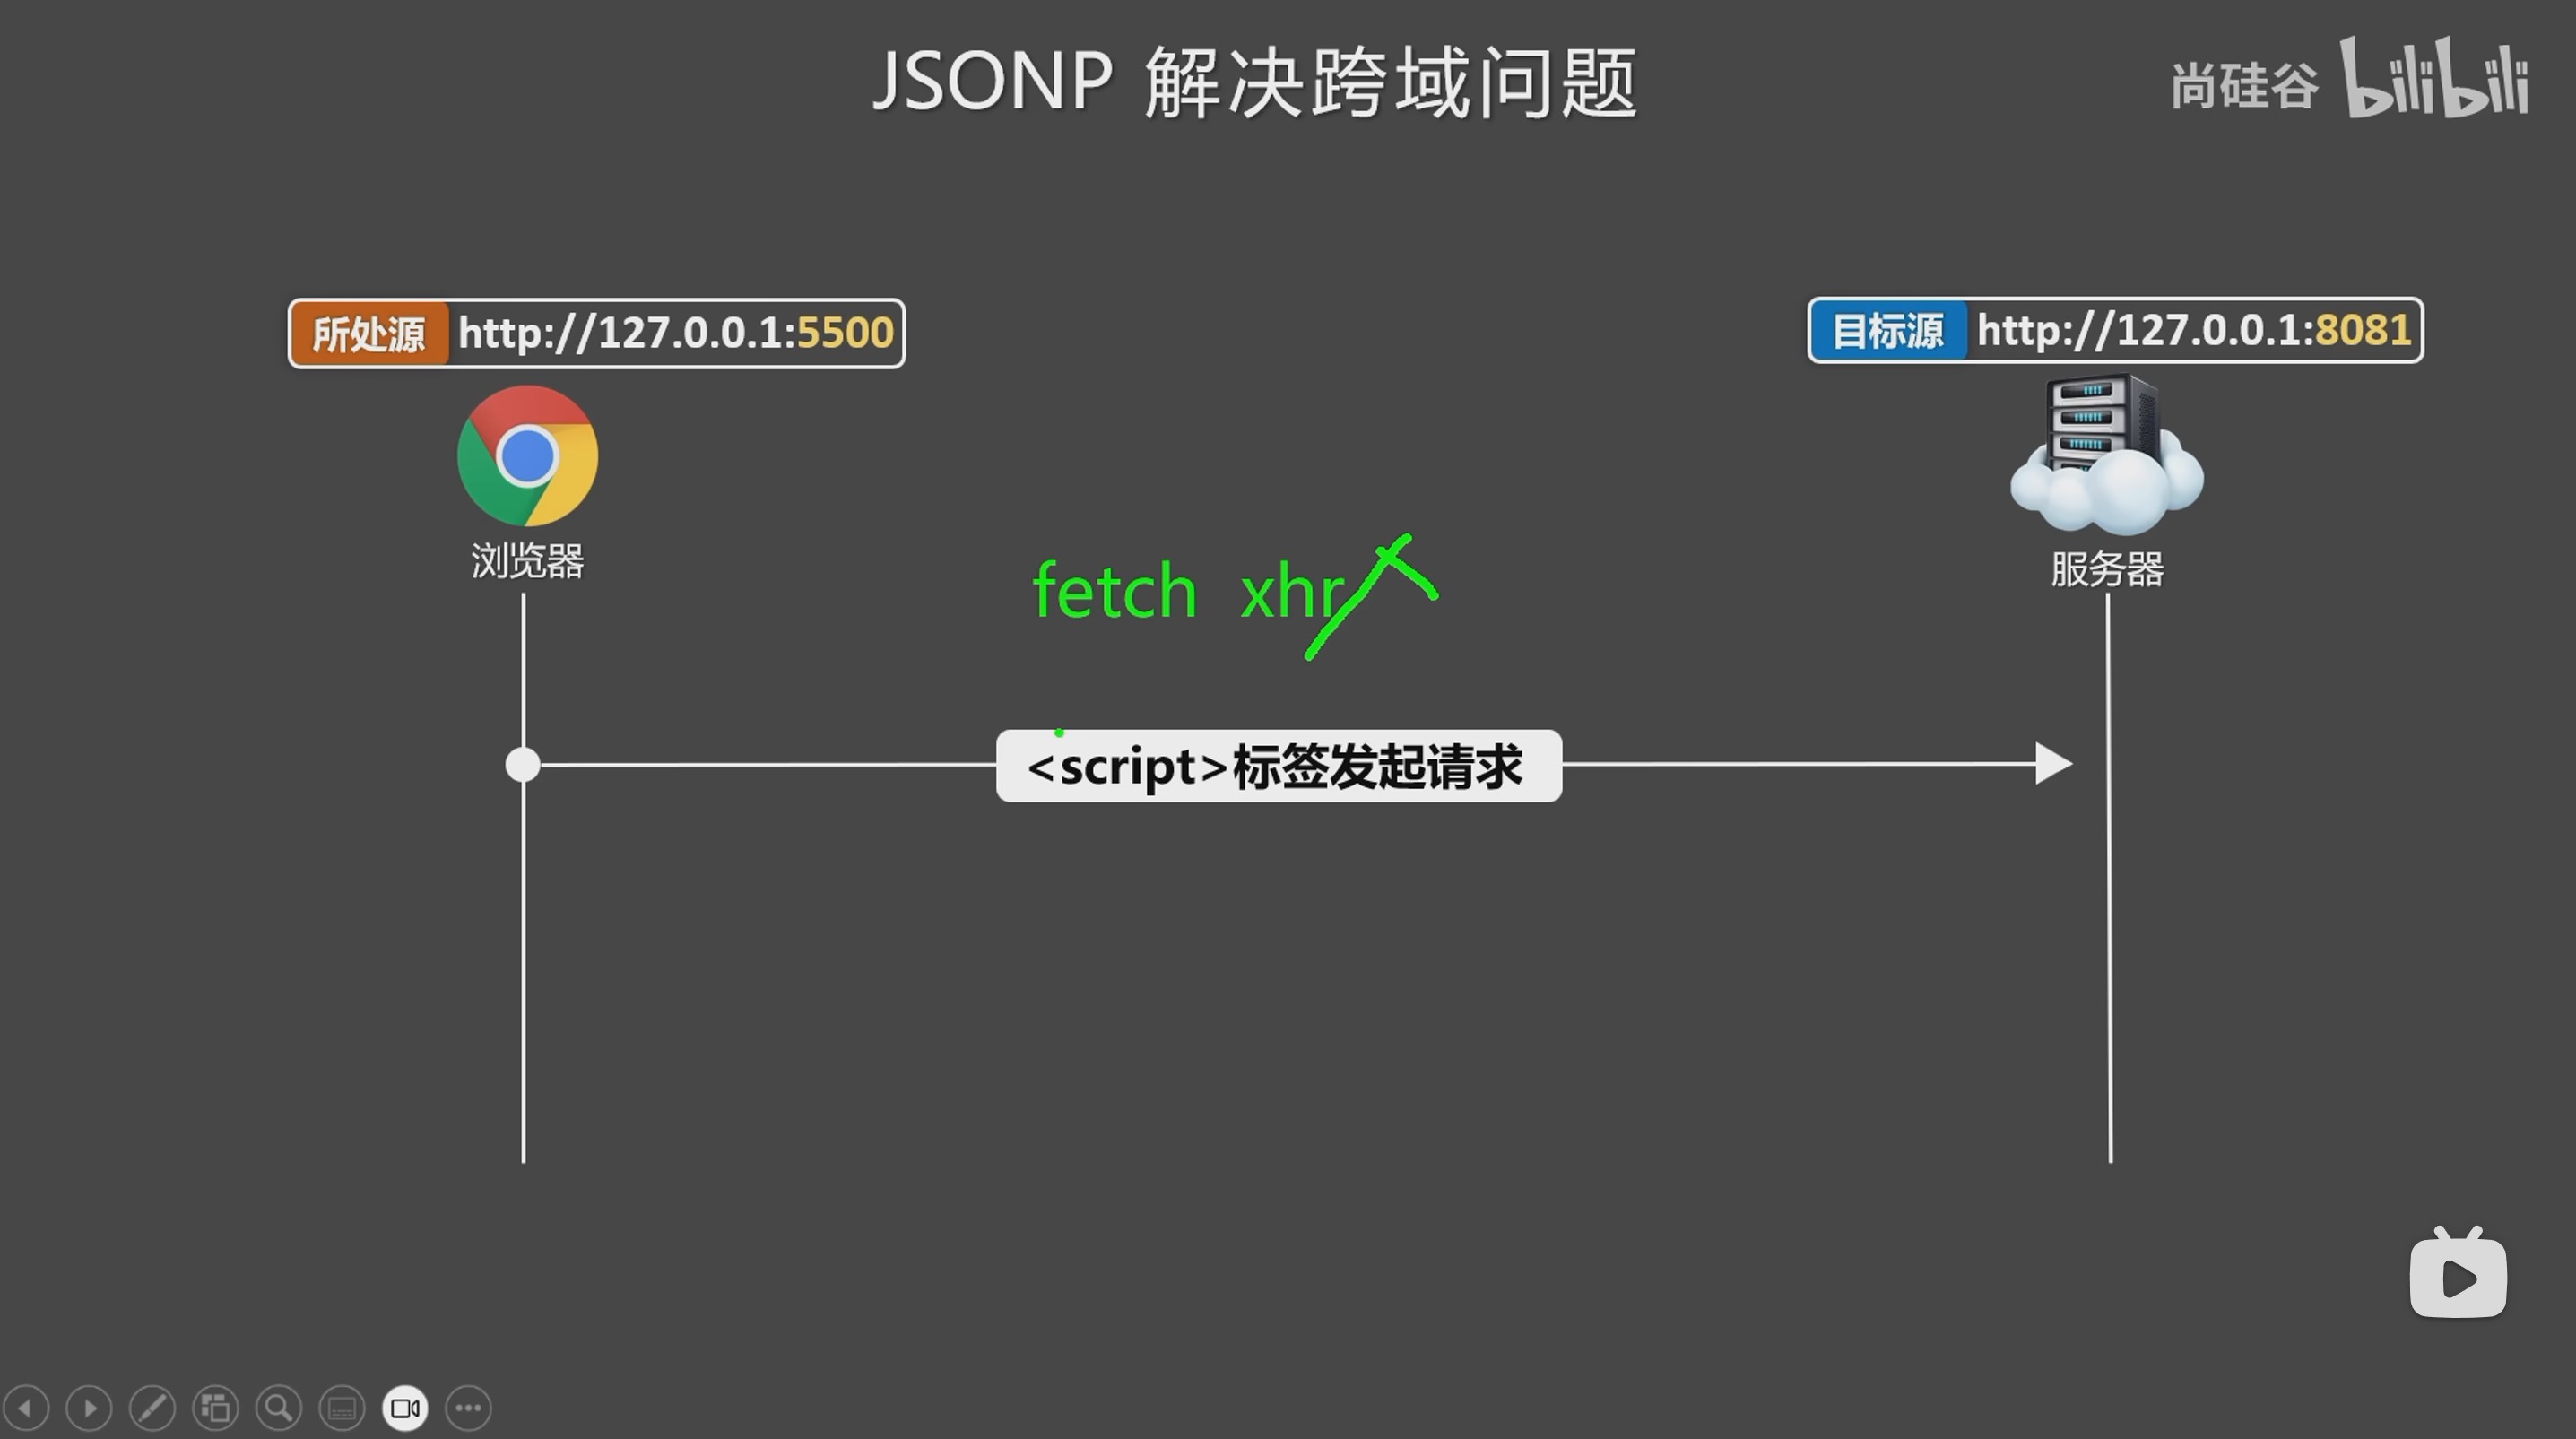 JSONP 解决跨域问题
尚硅谷 bilibili
所处源 http://127.0.0.1:5500
目标源 http://127.0.0.1:8081
浏览器
服务器
fetch xhr
<script>标签发起请求